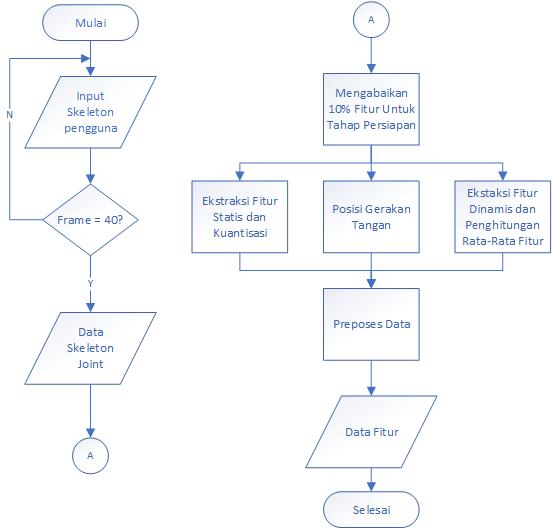 Mulai
Input
Skeleton
pengguna
N
Frame = 40?
Y
Data
Skeleton
Joint
A
A
Mengabaikan
10% Fitur Untuk
Tahap Persiapan
Ekstraksi Fitur
Statis dan
Kuantisasi
Posisi Gerakan
Tangan
Ekstaksi Fitur
Dinamis dan
Penghitungan
Rata-Rata Fitur
Preposes Data
Data Fitur
Selesai